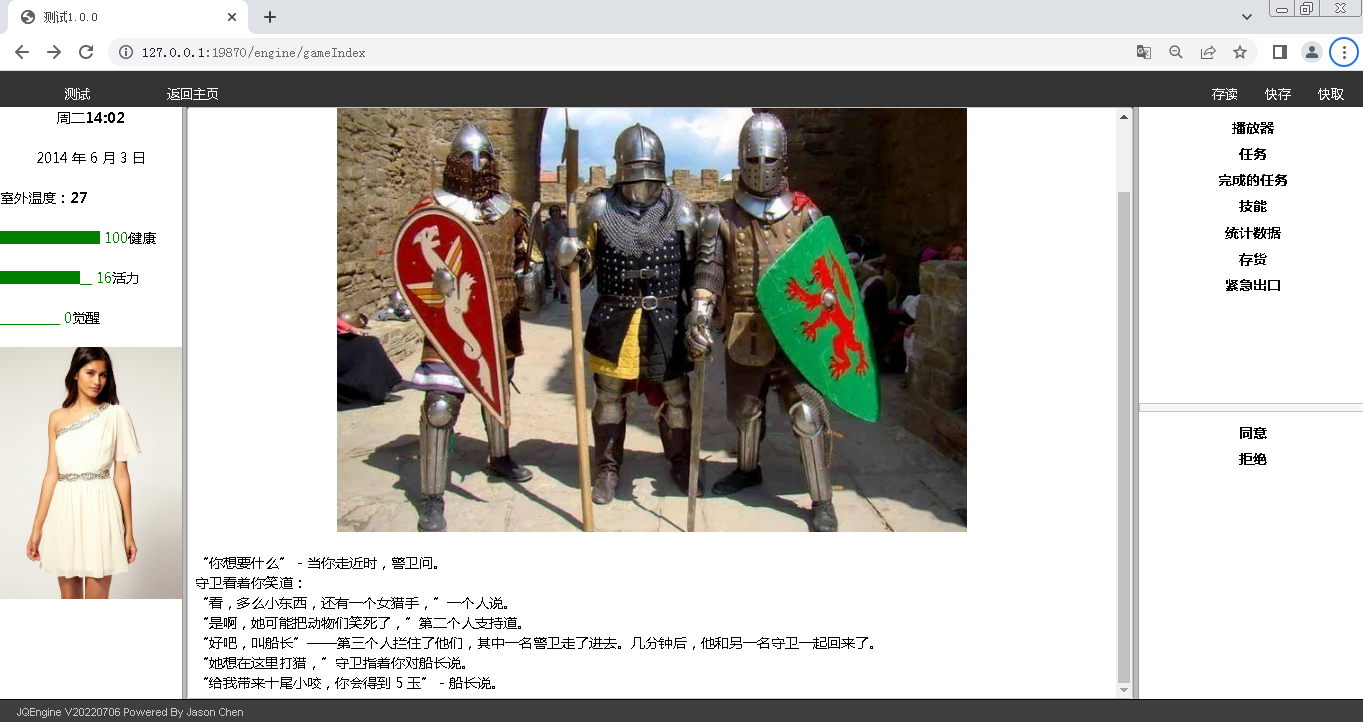 测试1.0.0
127.0.0.1:19870/engine/gameIndex
测试 返回主页 存读 快存 快取
周二14:02
2014 年 6 月 3 日
室外温度：27
100健康
16活力
0觉醒
"你想要什么" - 当你走近时，警卫问。
守卫看着你笑道：
"看，多么小东西，还有一个女猎手，" 一个人说。
"是啊，她可能把动物们笑死了，" 第二个人支持道。
"好吧，叫船长" ——第三个人拦住了他们，其中一名警卫走了进去。几分钟后，他和另一名守卫一起回来了。
"她想在这里打猎，" 守卫指着你对船长说。
"给我带来十尾小咬，你会得到 5 玉" - 船长说。
播放器
任务
完成的任务
技能
统计数据
存货
紧急出口
同意
拒绝
JQEngine V20220706 Powered By Jason Chen